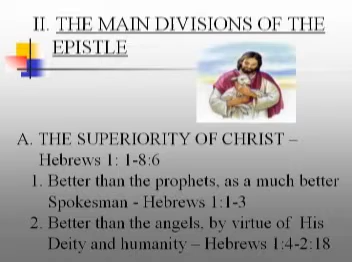 II. THE MAIN DIVISIONS OF THE
EPISTLE
A. THE SUPERIORITY OF CHRIST –
Hebrews 1: 1-8:6
1. Better than the prophets, as a much better
Spokesman - Hebrews 1:1-3
2. Better than the angels, by virtue of His
Deity and humanity – Hebrews 1:4-2:18